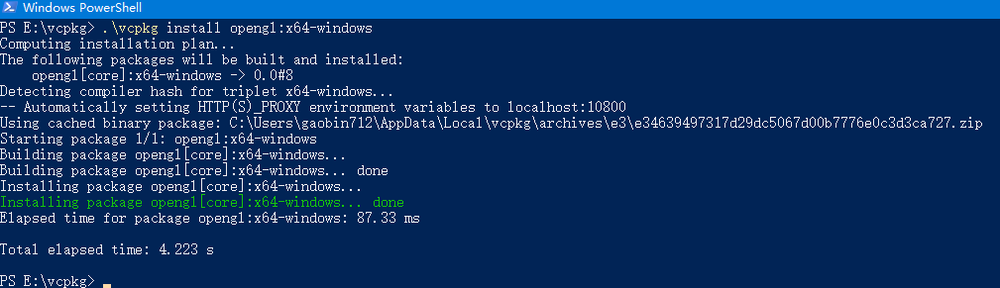 Windows PowerShell
PS E:\vcpkg> .\vcpkg install opengl:x64-windows
Computing installation plan...
The following packages will be built and installed:
    opengl[core]:x64-windows -> 0.0#8
Detecting compiler hash for triplet x64-windows...
-- Automatically setting HTTP(S)_PROXY environment variables to localhost:10800
Using cached binary package: C:\Users\gaobin712\AppData\Local\vcpkg\archives\e3\e34639497317d29dc5067d00b7776e0c3d3ca727.zip
Starting package 1/1: opengl:x64-windows
Building package opengl[core]:x64-windows...
Building package opengl[core]:x64-windows... done
Installing package opengl[core]:x64-windows...
Installing package opengl[core]:x64-windows... done
Elapsed time for package opengl:x64-windows: 87.33 ms
Total elapsed time: 4.223 s
PS E:\vcpkg>